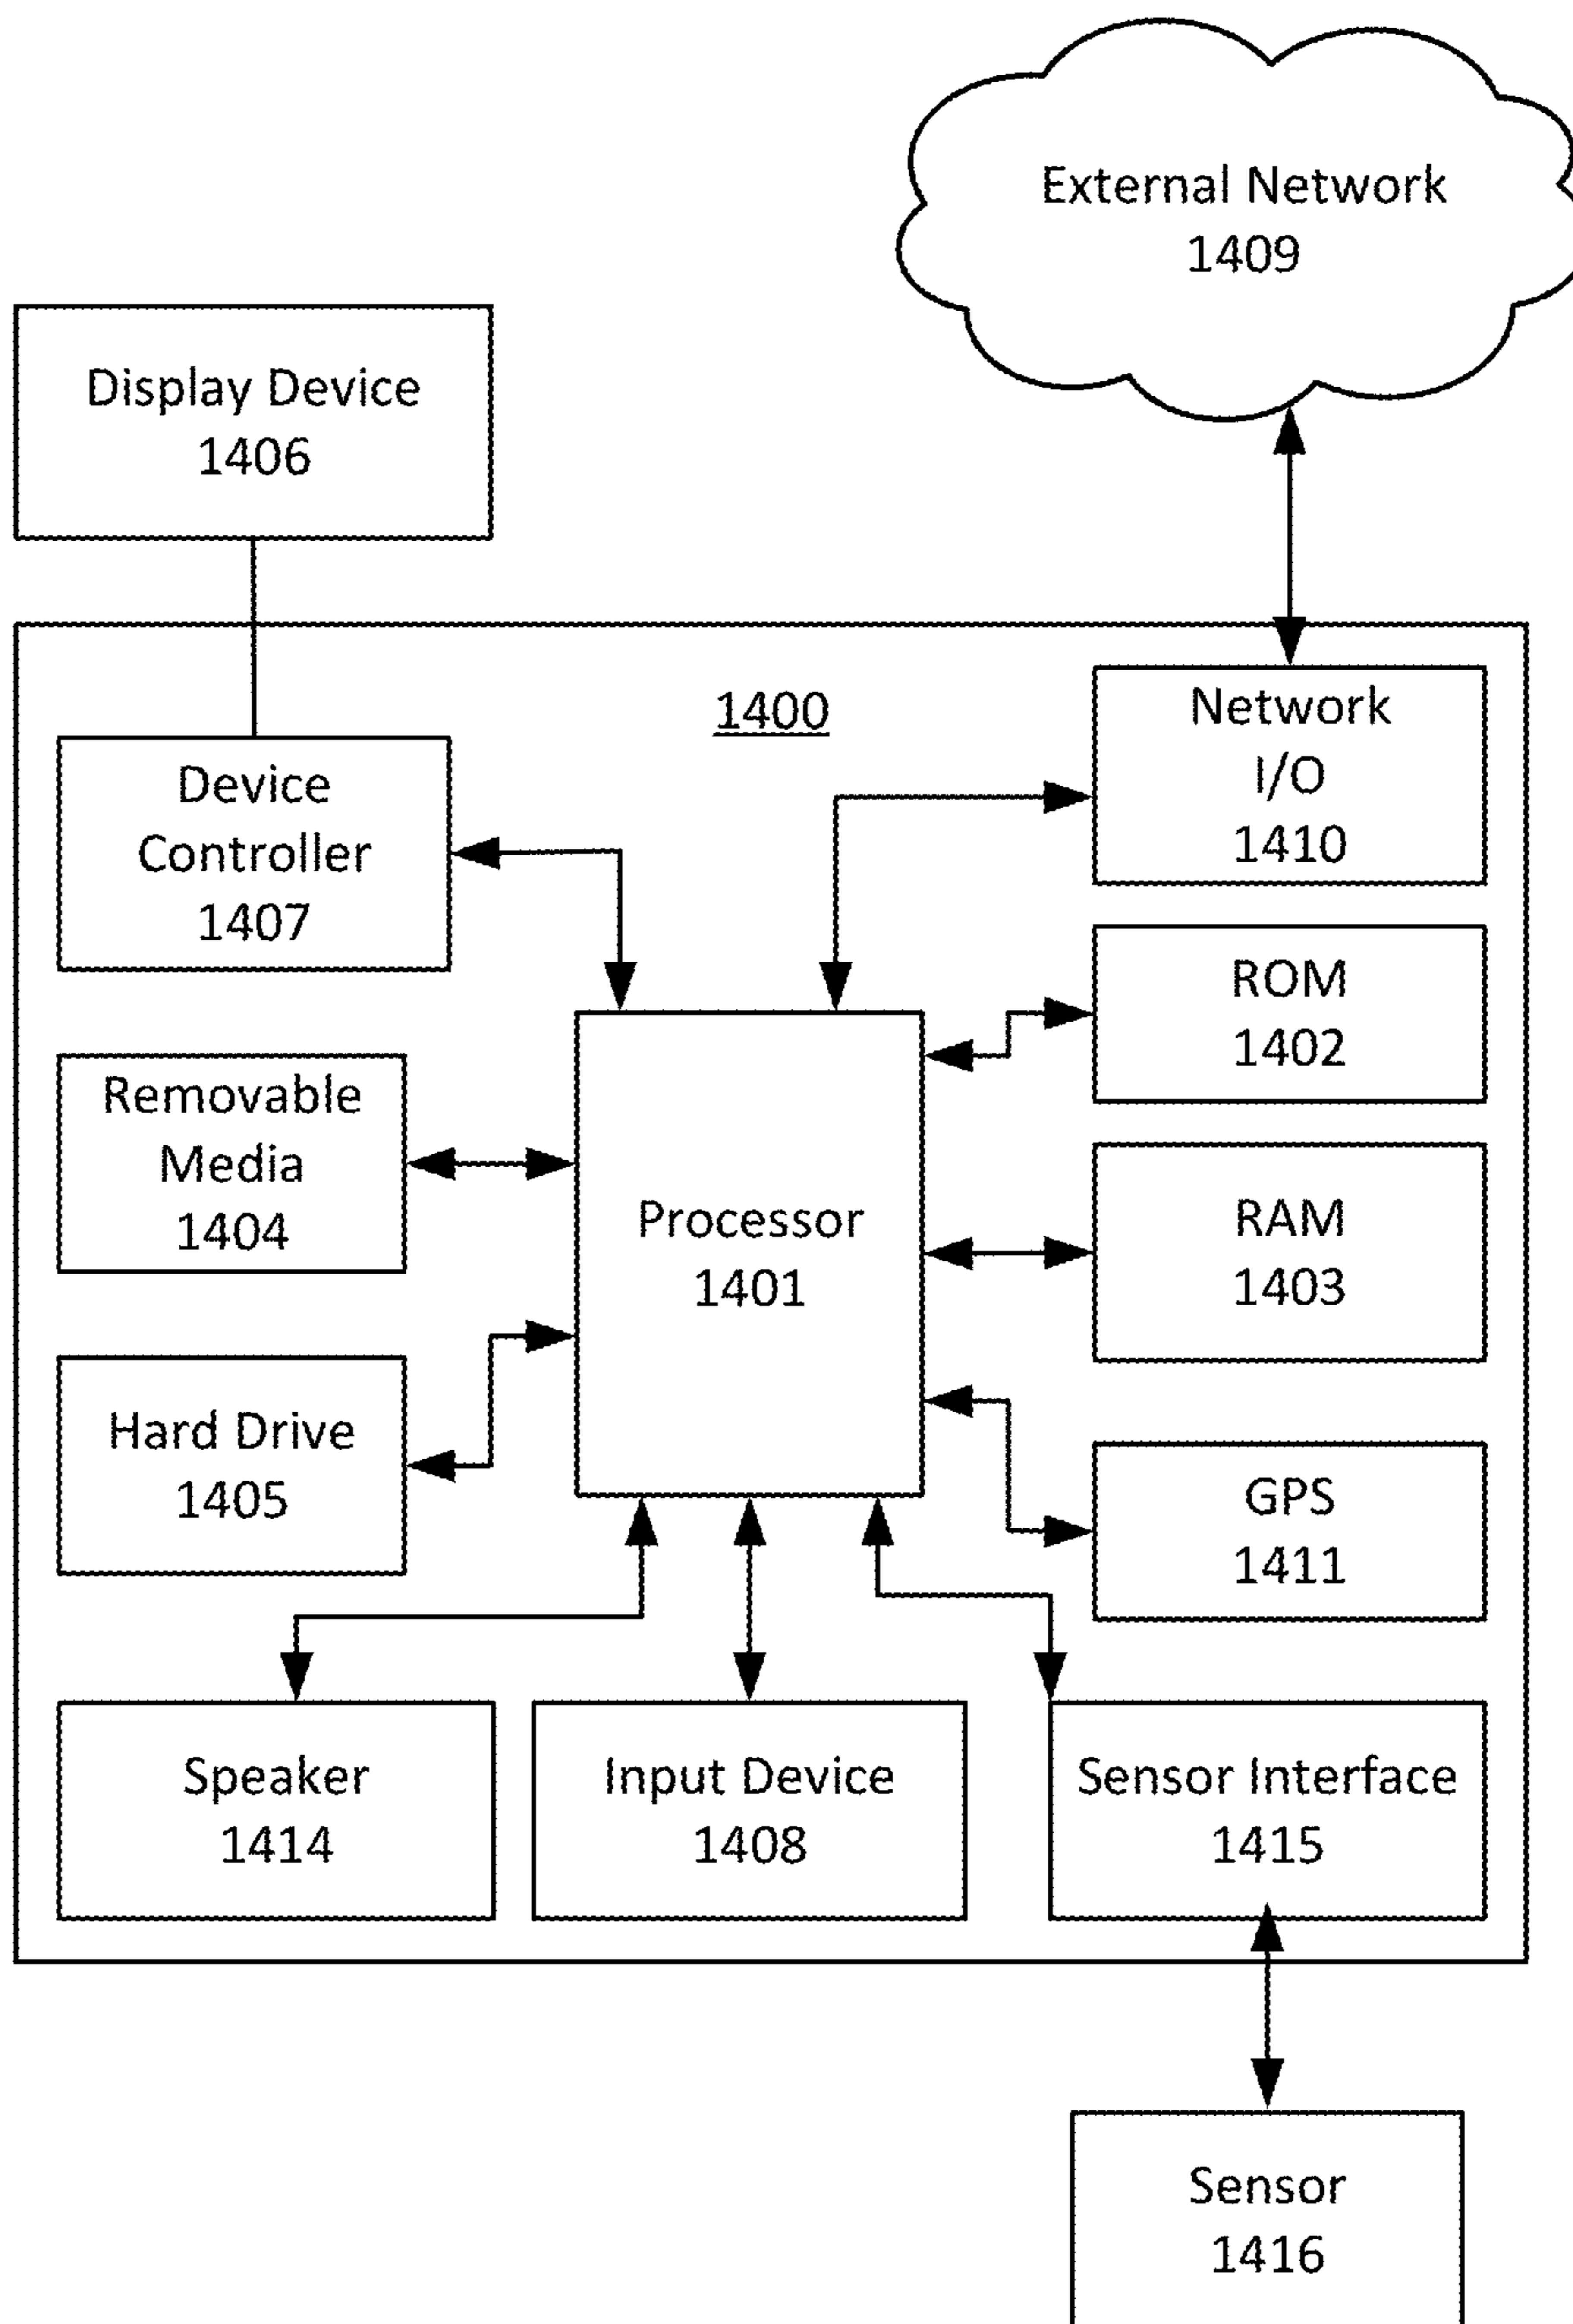 External Network
1409
Display Device
1406
1400
Network
I/O
1410
Device
Controller
1407
ROM
1402
Removable
Media
1404
Processor
1401
RAM
1403
Hard Drive
1405
GPS
1411
Speaker
1414
Input Device
1408
Sensor Interface
1415
Sensor
1416